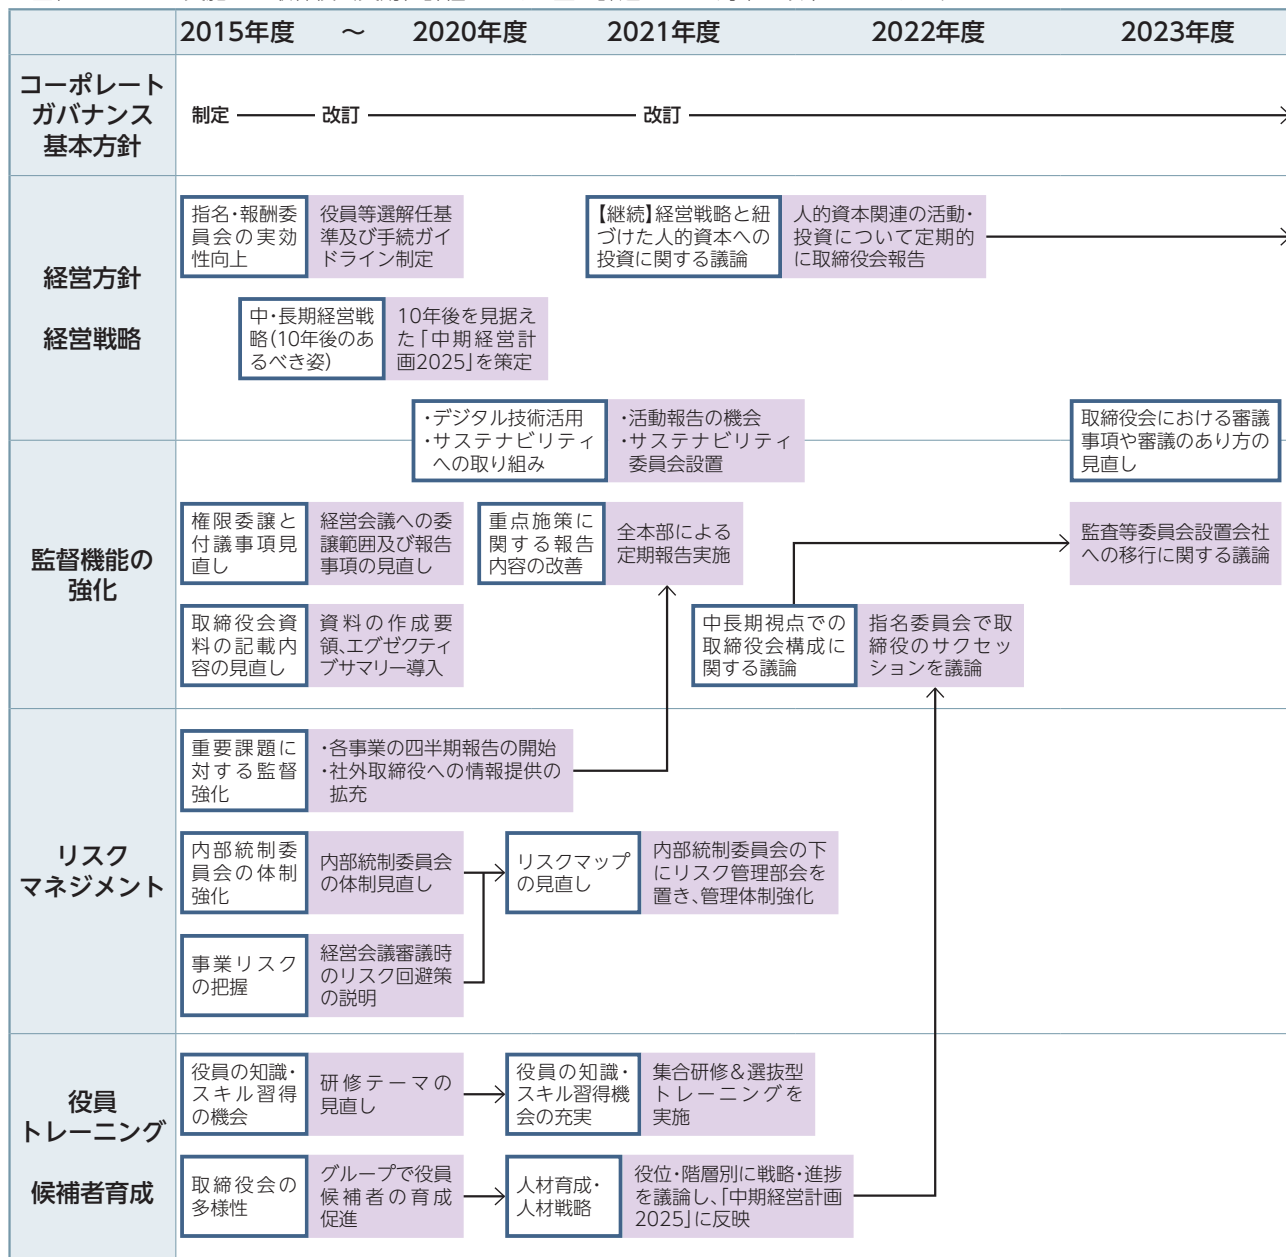 2015年度 ～ 2020年度 2021年度 2022年度 2023年度
コーポレート
ガバナンス
基本方針
制定 改訂 改訂
経営方針
経営戦略
指名・報酬委
員会の実効
性向上
役員等選解任基
準及び手続ガイ
ドライン制定
【継続】経営戦略と紐
づけた人的資本への
投資に関する議論
人的資本関連の活動・
投資について定期的
に取締役会報告
中・長期経営戦
略(10年後のあ
るべき姿)
10年後を見据え
た「中期経営計
画2025」を策定
・デジタル技術活用
・サステナビリティ
への取り組み
・活動報告の機会
・サステナビリティ
委員会設置
取締役会における審議
事項や審議のあり方の
見直し
監督機能の
強化
権限委譲と
付議事項見
直し
経営会議への委
譲範囲及び報告
事項の見直し
重点施策に
関する報告
内容の改善
全本部による
定期報告実施
監査等委員会設置会社
への移行に関する議論
取締役会資
料の記載内
容の見直し
資料の作成要
領、エグゼクティ
ブサマリー導入
中長期視点での
取締役会構成に
関する議論
指名委員会で取
締役のサクセッ
ションを議論
リスク
マネジメント
重要課題に
対する監督
強化
・各事業の四半期報告の開始
・社外取締役への情報提供の
拡充
内部統制委
員会の体制
強化
内部統制委員会
の体制見直し
リスクマップ
の見直し
内部統制委員会の下
にリスク管理部会を
置き、管理体制強化
事業リスク
の把握
経営会議審議時
のリスク回避策
の説明
役員
トレーニング
候補者育成
役員の知識・
スキル習得
の機会
研修テーマの
見直し
役員の知識・
スキル習得機
会の充実
集合研修＆選抜型
トレーニングを
実施
取締役会の
多様性
グループで役員
候補者の育成
促進
人材育成・
人材戦略
役位・階層別に戦略・進捗
を議論し、「中期経営計画
2025」に反映